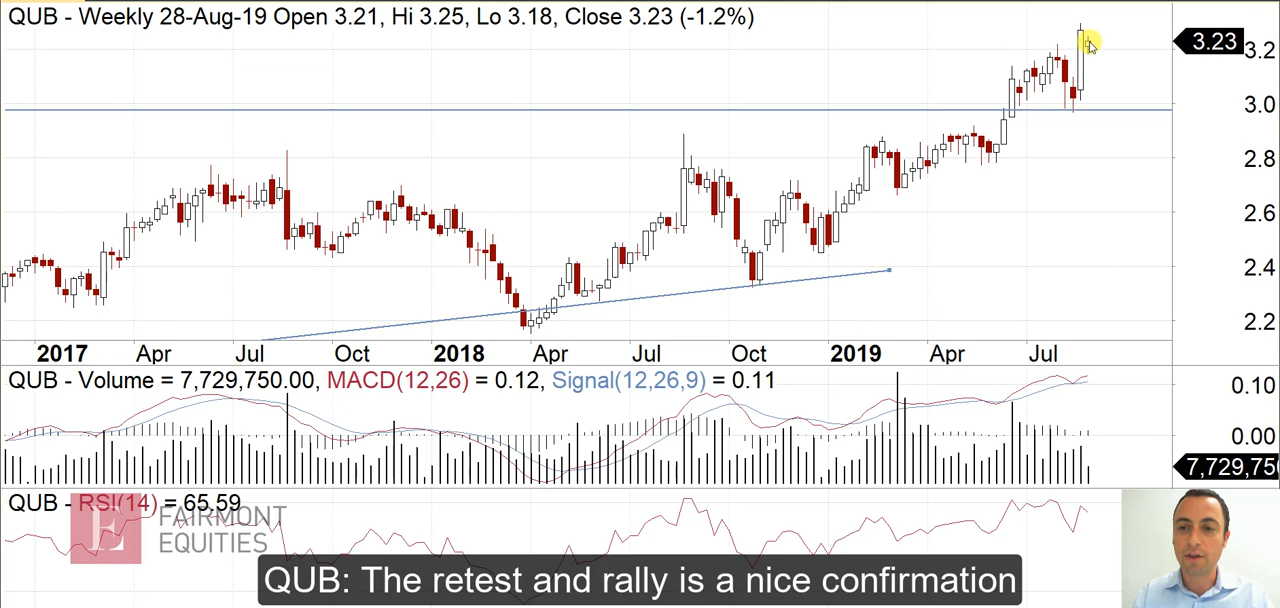 QUB - Weekly 28-Aug-19 Open 3.21, Hi 3.25, Lo 3.18, Close 3.23 (-1.2%)
3.23
3.2
3.0
2.8
2.6
2.4
2.2
2017 Apr Jul Oct 2018 Apr Jul Oct 2019 Apr Jul
QUB - Volume = 7,729,750.00, MACD(12,26) = 0.12, Signal(12,26,9) = 0.11
0.10
0.00
7,729,750
QUB - RSI(14) = 65.59
FAIRMONT
EQUITIES
QUB: The retest and rally is a nice confirmation